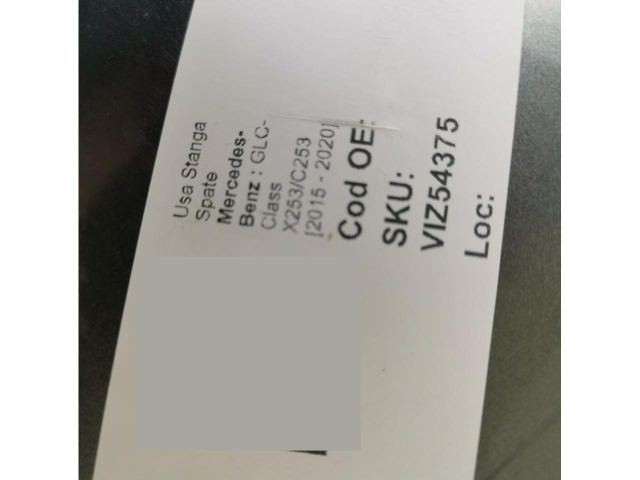 Usa Stanga
Spate
Mercedes-
Benz : GLC-
Class
X253/C253
[2015 - 2020]
Cod OE:
SKU:
VIZ54375
Loc: